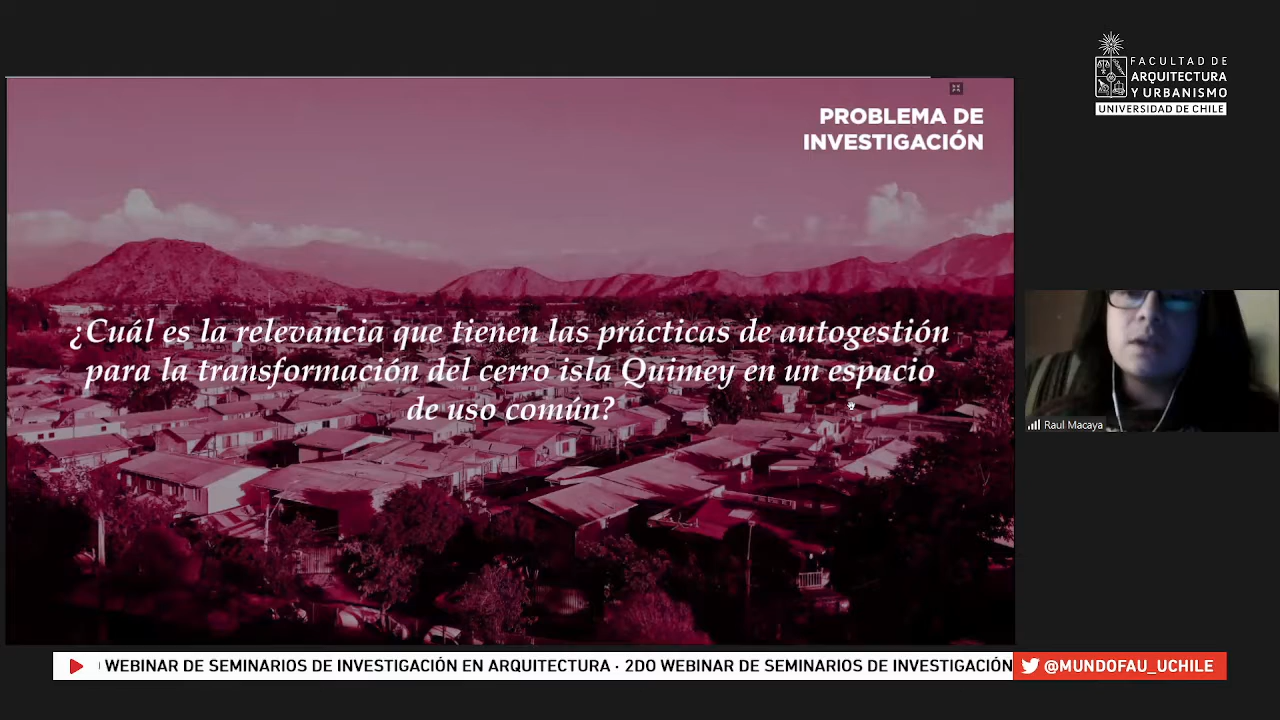 FACULTAD DE
ARQUITECTURA
Y URBANISMO
UNIVERSIDAD DE CHILE
PROBLEMA DE
INVESTIGACIÓN
¿Cuál es la relevancia que tienen las prácticas de autogestión
para la transformación del cerro isla Quimey en un espacio
de uso común?
Raul Macaya
WEBINAR DE SEMINARIOS DE INVESTIGACIÓN EN ARQUITECTURA · 2DO WEBINAR DE SEMINARIOS DE INVESTIGACIÓN
@MUNDOFAU_UCHILE